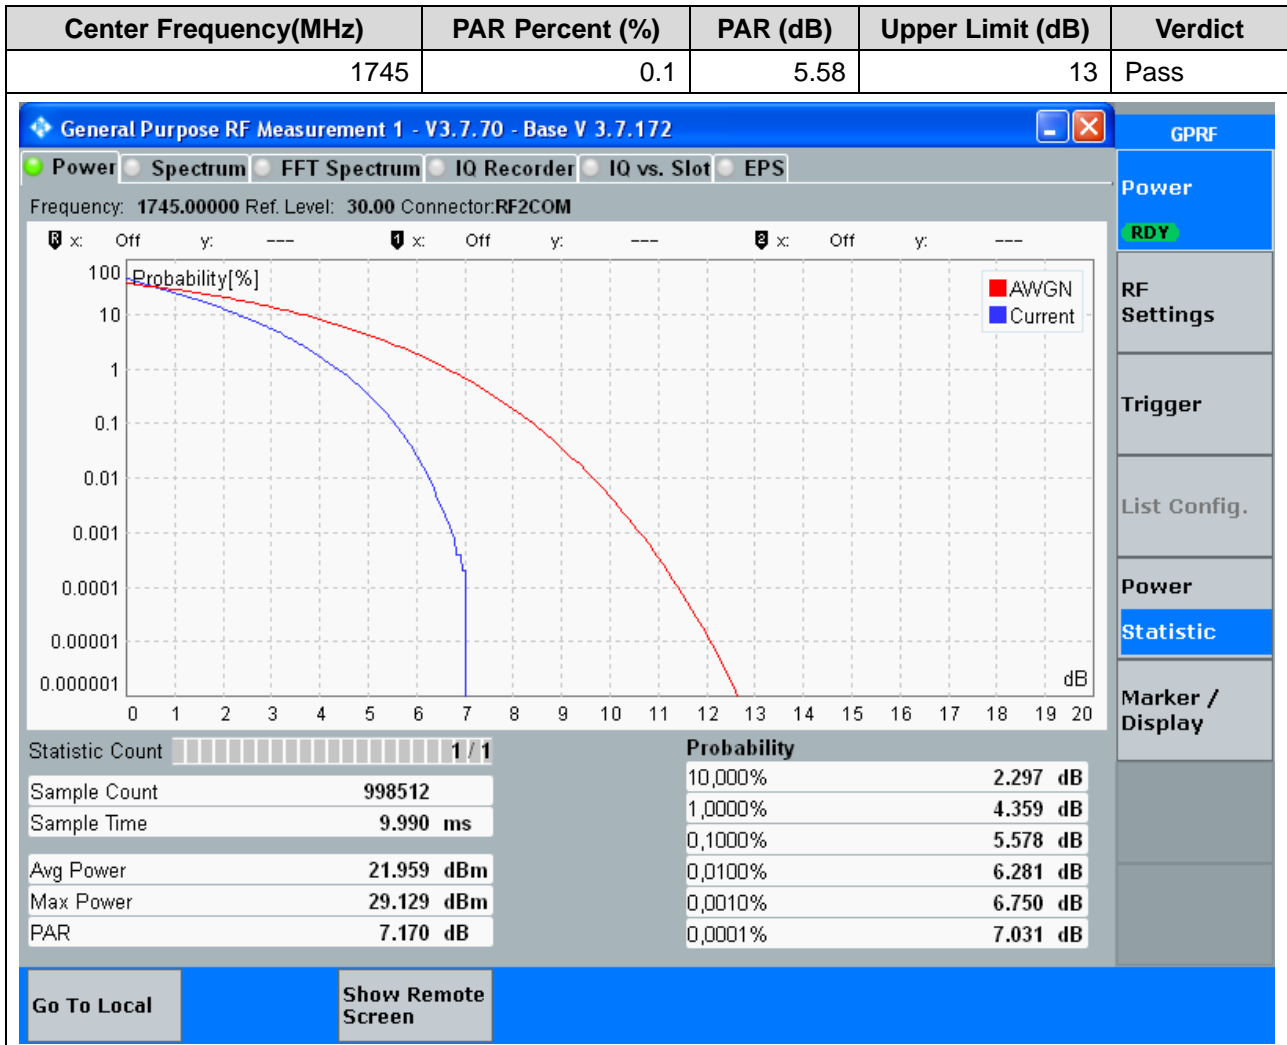 Center Frequency(MHz) PAR Percent (%) PAR (dB) Upper Limit (dB) Verdict
1745 0.1 5.58 13 Pass
General Purpose RF Measurement 1 - V3.7.70 - Base V 3.7.172
GPRF
Power Spectrum FFT Spectrum IQ Recorder IQ vs. Slot EPS
Frequency: 1745.00000 Ref. Level: 30.00 Connector:RF2COM
R x: Off y: --- 1 x: Off y: --- 2 x: Off y: ---
Probability[%]
AWGN
Current
100
10
1
0.1
0.01
0.001
0.0001
0.00001
0.000001
dB
0 1 2 3 4 5 6 7 8 9 10 11 12 13 14 15 16 17 18 19 20
Statistic Count 1 / 1
Sample Count 998512
Sample Time 9.990 ms
Avg Power 21.959 dBm
Max Power 29.129 dBm
PAR 7.170 dB
Probability
10,000% 2.297 dB
1,0000% 4.359 dB
0,1000% 5.578 dB
0,0100% 6.281 dB
0,0010% 6.750 dB
0,0001% 7.031 dB
Power
RDY
RF
Settings
Trigger
List Config.
Power
Statistic
Marker /
Display
Go To Local
Show Remote
Screen